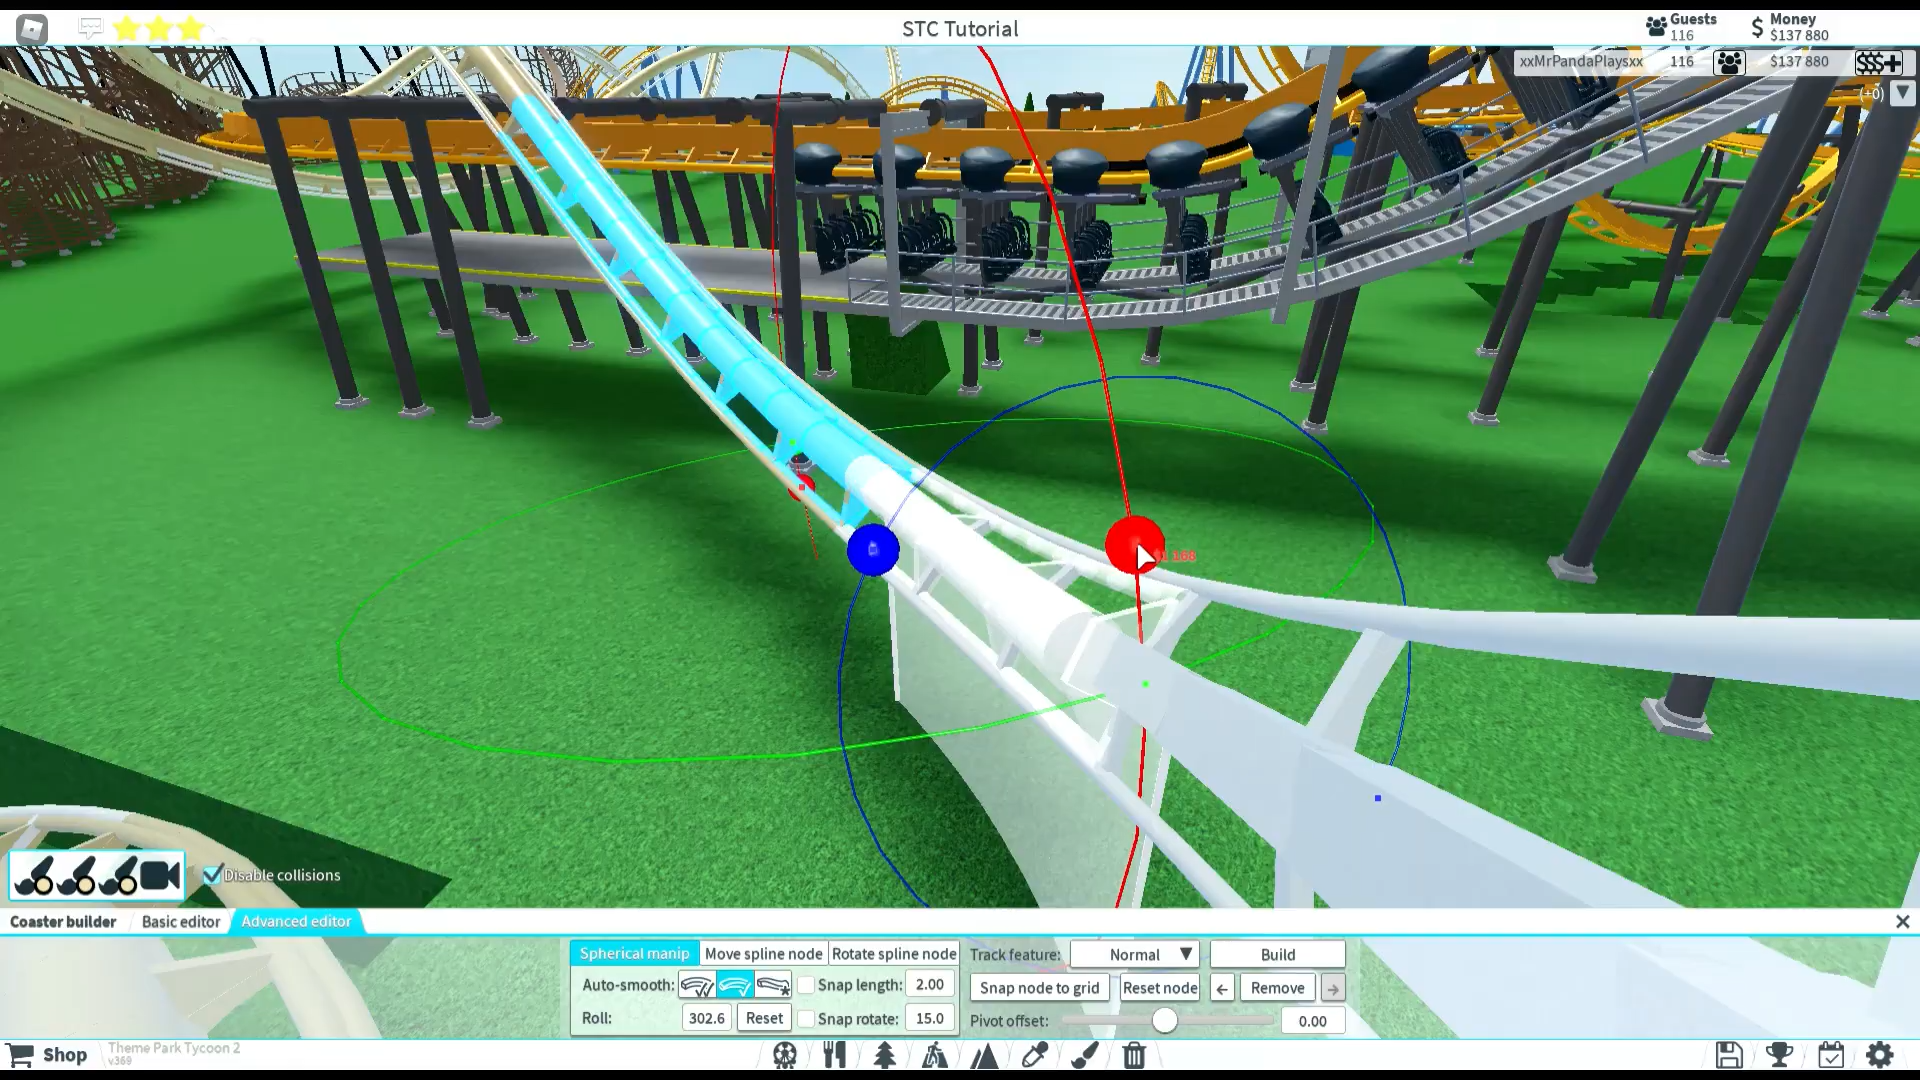 STC Tutorial
Guests
116
$ Money
$137 880
xxMrPandaPlaysxx 116 $137 880
$$$+
(+0)
Disable collisions
Coaster builder Basic editor Advanced editor
Spherical manip Move spline node Rotate spline node Track feature: Normal Build
Auto-smooth: Snap length: 2.00 Snap node to grid Reset node ← Remove →
Roll: 302.6 Reset Snap rotate: 15.0 Pivot offset: 0.00
Shop
Theme Park Tycoon 2
v369